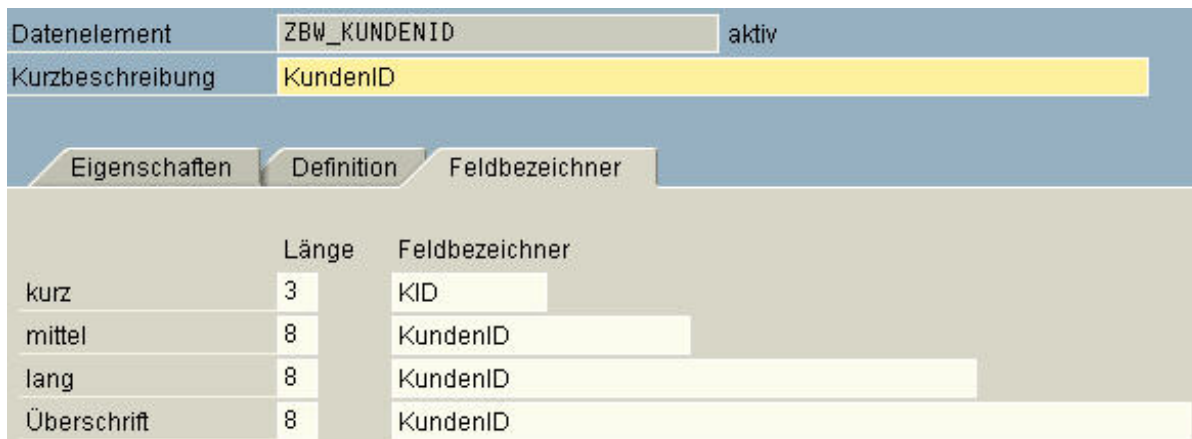 Datenelement ZBW_KUNDENID aktiv
Kurzbeschreibung KundenID
Eigenschaften Definition Feldbezeichner
Länge Feldbezeichner
kurz 3 KID
mittel 8 KundenID
lang 8 KundenID
Überschrift 8 KundenID